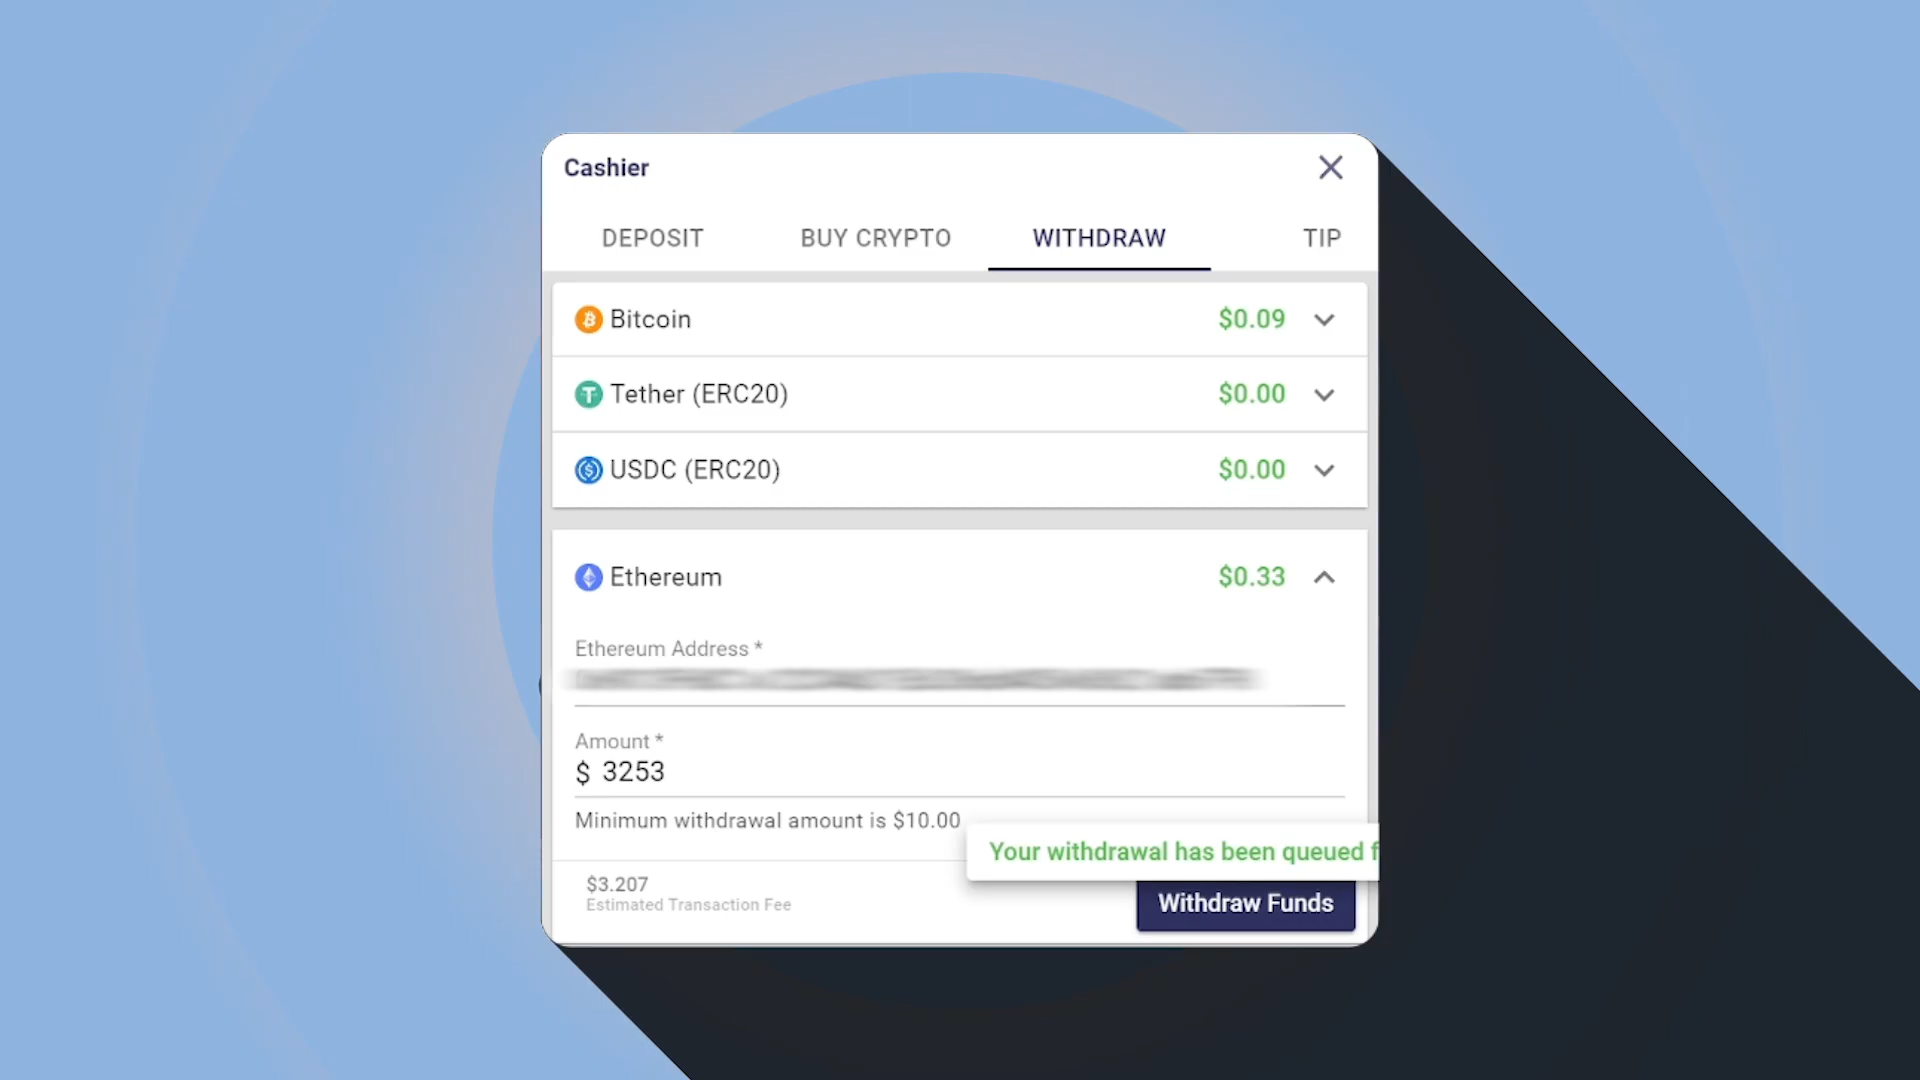 Cashier
DEPOSIT BUY CRYPTO WITHDRAW TIP
Bitcoin $0.09
Tether (ERC20) $0.00
USDC (ERC20) $0.00
Ethereum $0.33
Ethereum Address *
Amount *
$ 3253
Minimum withdrawal amount is $10.00
Your withdrawal has been queued f
$3.207
Estimated Transaction Fee
Withdraw Funds